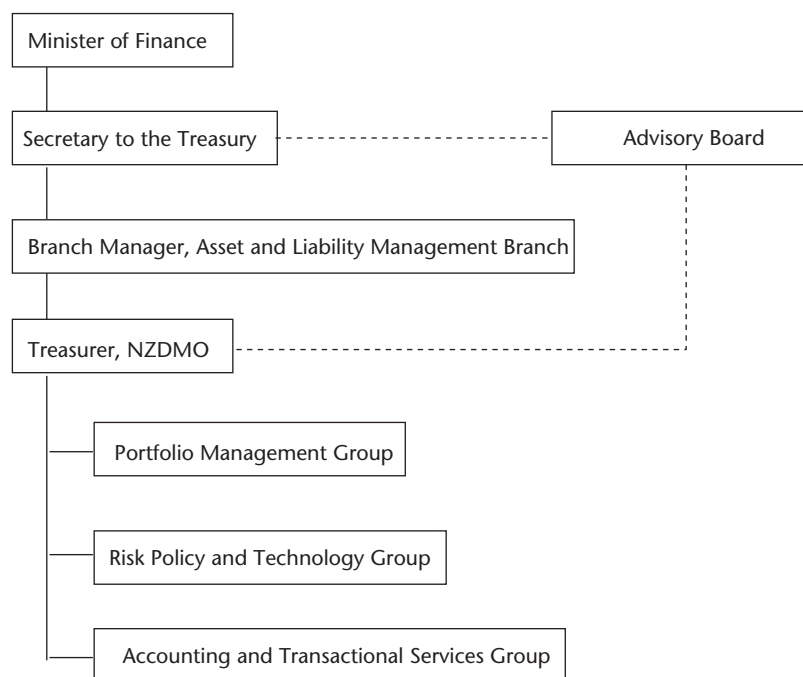 Minister of Finance
Secretary to the Treasury
Advisory Board
Branch Manager, Asset and Liability Management Branch
Treasurer, NZDMO
Portfolio Management Group
Risk Policy and Technology Group
Accounting and Transactional Services Group